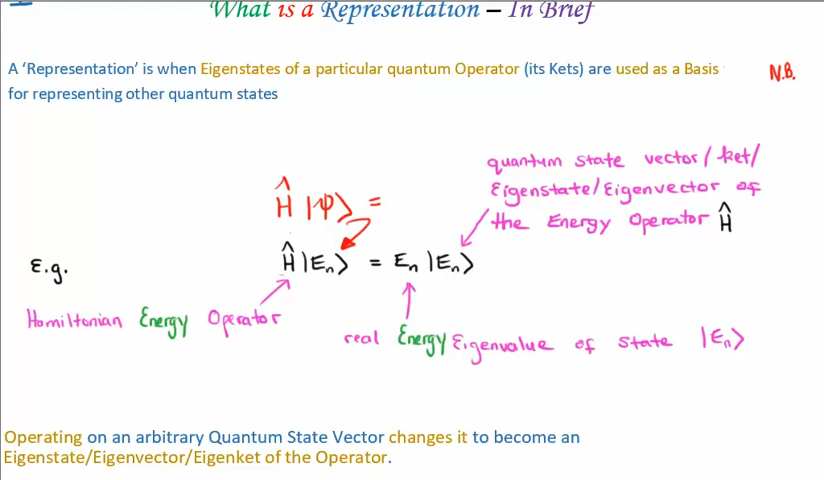 What is a Representation – In Brief
A ‘Representation’ is when Eigenstates of a particular quantum Operator (its Kets) are used as a Basis
N.B.
for representing other quantum states
quantum state vector/ket/
Eigenstate/Eigenvector of
the Energy Operator Ĥ
Ĥ |ψ⟩ =
E.g.
Ĥ |Eₙ⟩ = Eₙ |Eₙ⟩
Hamiltonian Energy Operator
real Energy Eigenvalue of state |Eₙ⟩
Operating on an arbitrary Quantum State Vector changes it to become an
Eigenstate/Eigenvector/Eigenket of the Operator.